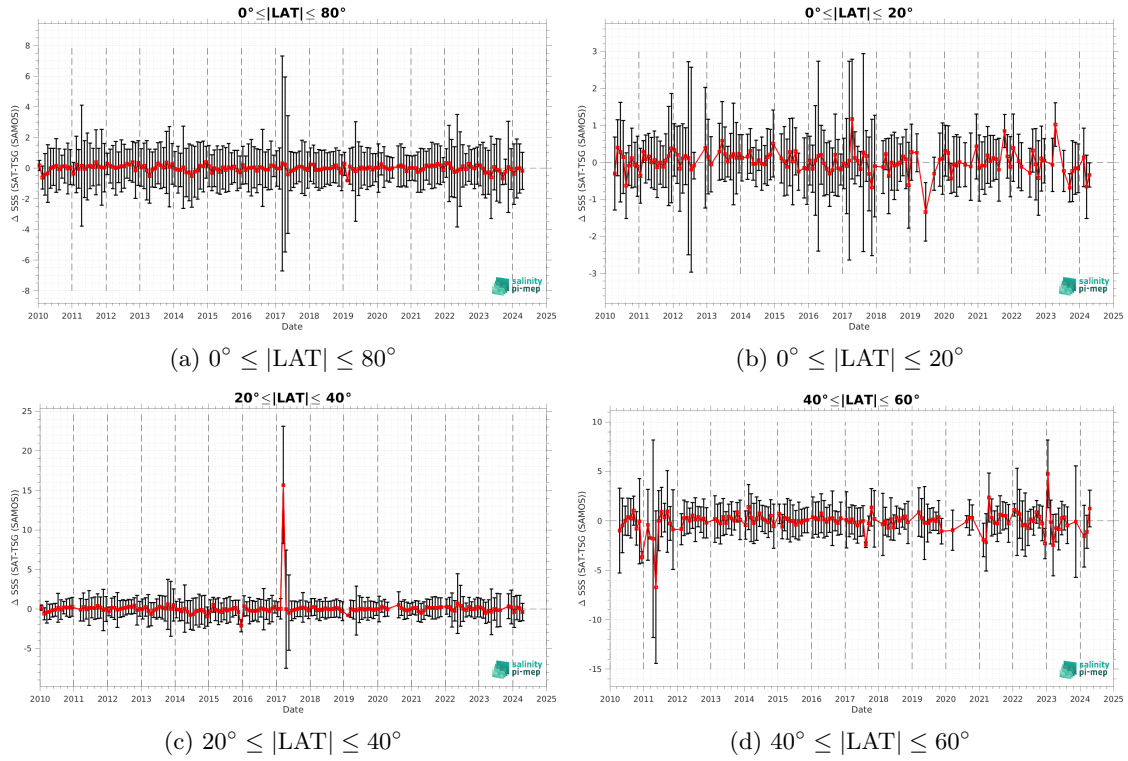 0°≤|LAT|≤ 80°
8
6
4
2
0
-2
-4
-6
-8
Δ SSS (SAT-TSG (SAMOS))
2010 2011 2012 2013 2014 2015 2016 2017 2018 2019 2020 2021 2022 2023 2024 2025
Date
salinity
pi-mep
(a) 0° ≤ |LAT| ≤ 80°
0°≤|LAT|≤ 20°
3
2
1
0
-1
-2
-3
Δ SSS (SAT-TSG (SAMOS))
2010 2011 2012 2013 2014 2015 2016 2017 2018 2019 2020 2021 2022 2023 2024 2025
Date
salinity
pi-mep
(b) 0° ≤ |LAT| ≤ 20°
20°≤|LAT|≤ 40°
25
20
15
10
5
0
-5
Δ SSS (SAT-TSG (SAMOS))
2010 2011 2012 2013 2014 2015 2016 2017 2018 2019 2020 2021 2022 2023 2024 2025
Date
salinity
pi-mep
(c) 20° ≤ |LAT| ≤ 40°
40°≤|LAT|≤ 60°
10
5
0
-5
-10
-15
Δ SSS (SAT-TSG (SAMOS))
2010 2011 2012 2013 2014 2015 2016 2017 2018 2019 2020 2021 2022 2023 2024 2025
Date
salinity
pi-mep
(d) 40° ≤ |LAT| ≤ 60°